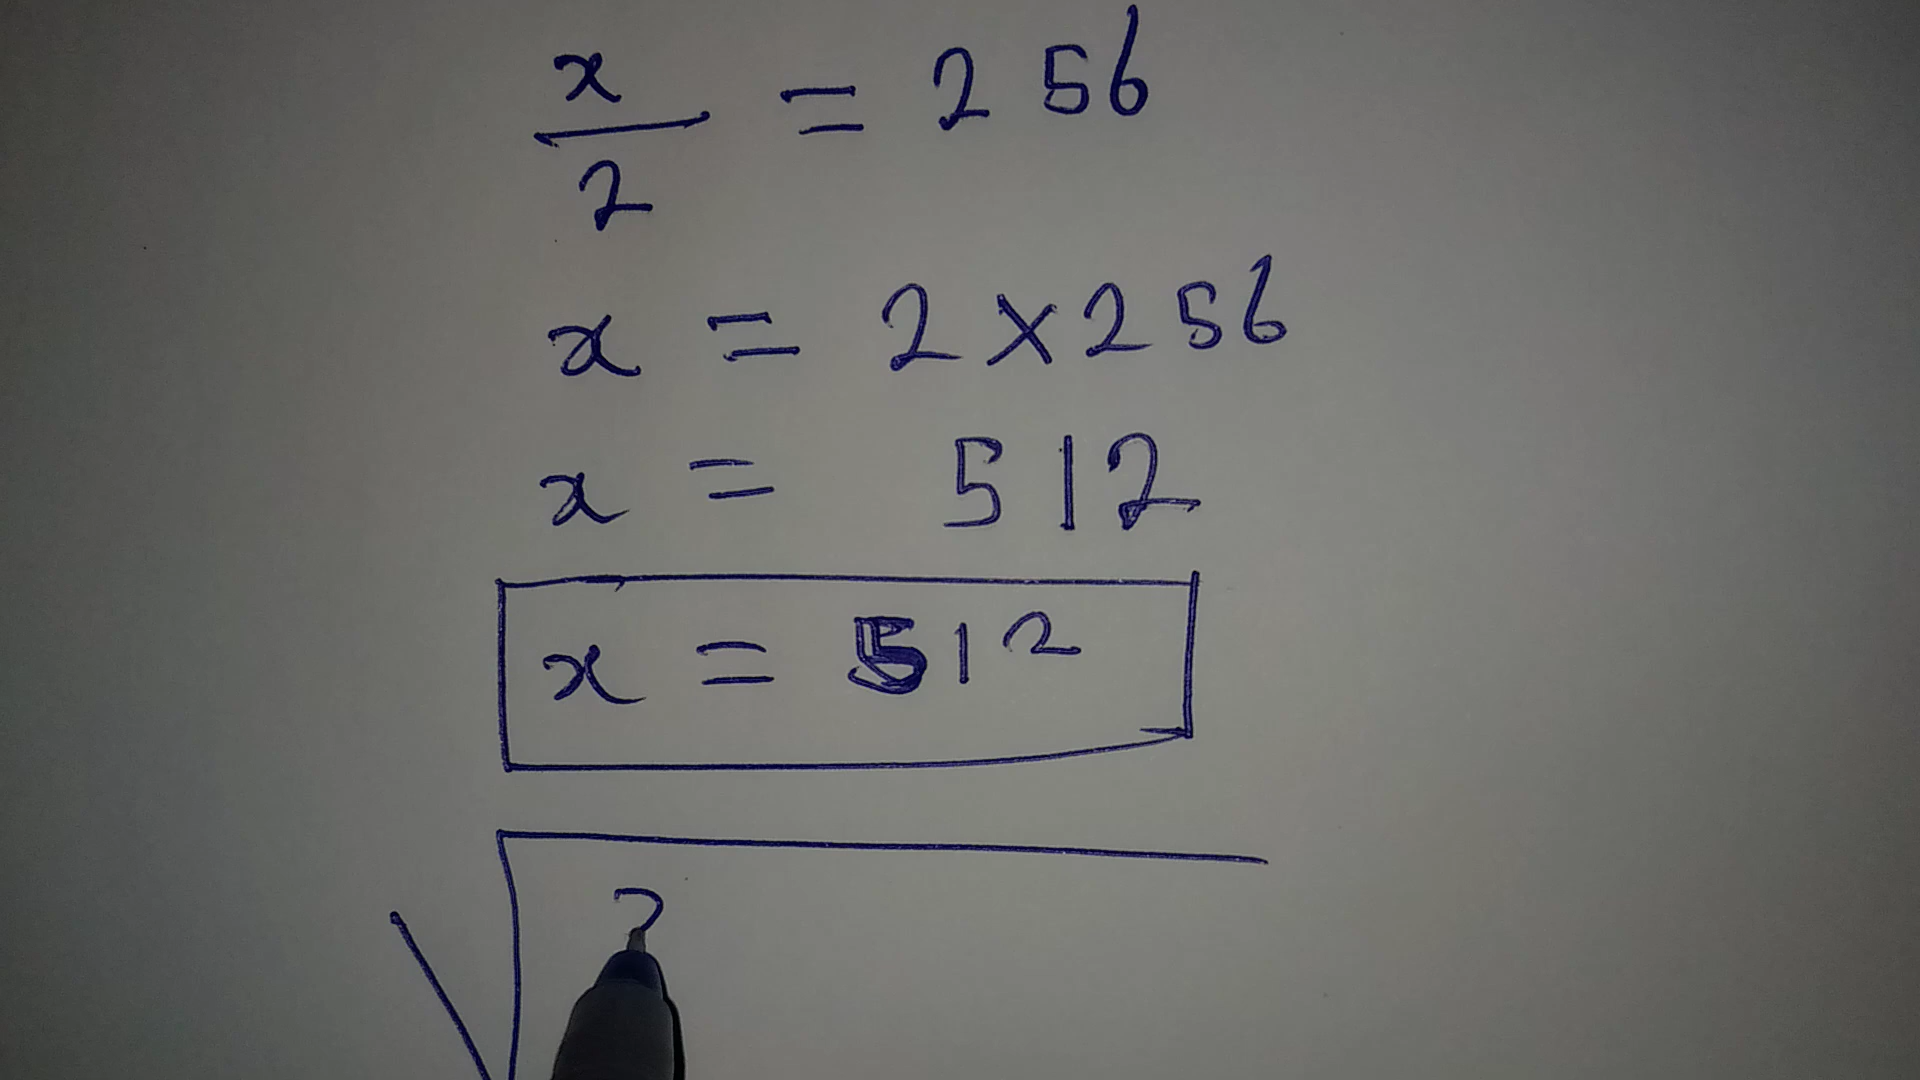 x/2 = 256
x = 2×256
x = 512
x = 512
√